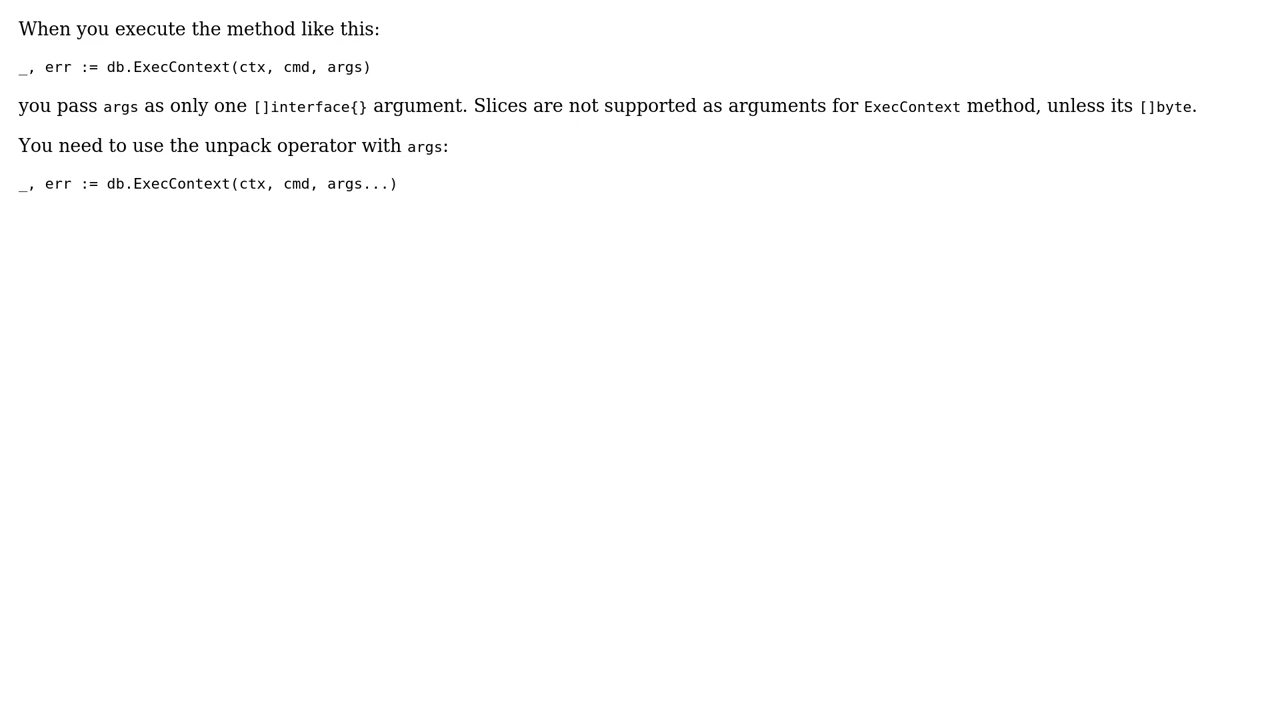 When you execute the method like this:
_, err := db.ExecContext(ctx, cmd, args)
you pass args as only one []interface{} argument. Slices are not supported as arguments for ExecContext method, unless its []byte.
You need to use the unpack operator with args:
_, err := db.ExecContext(ctx, cmd, args...)